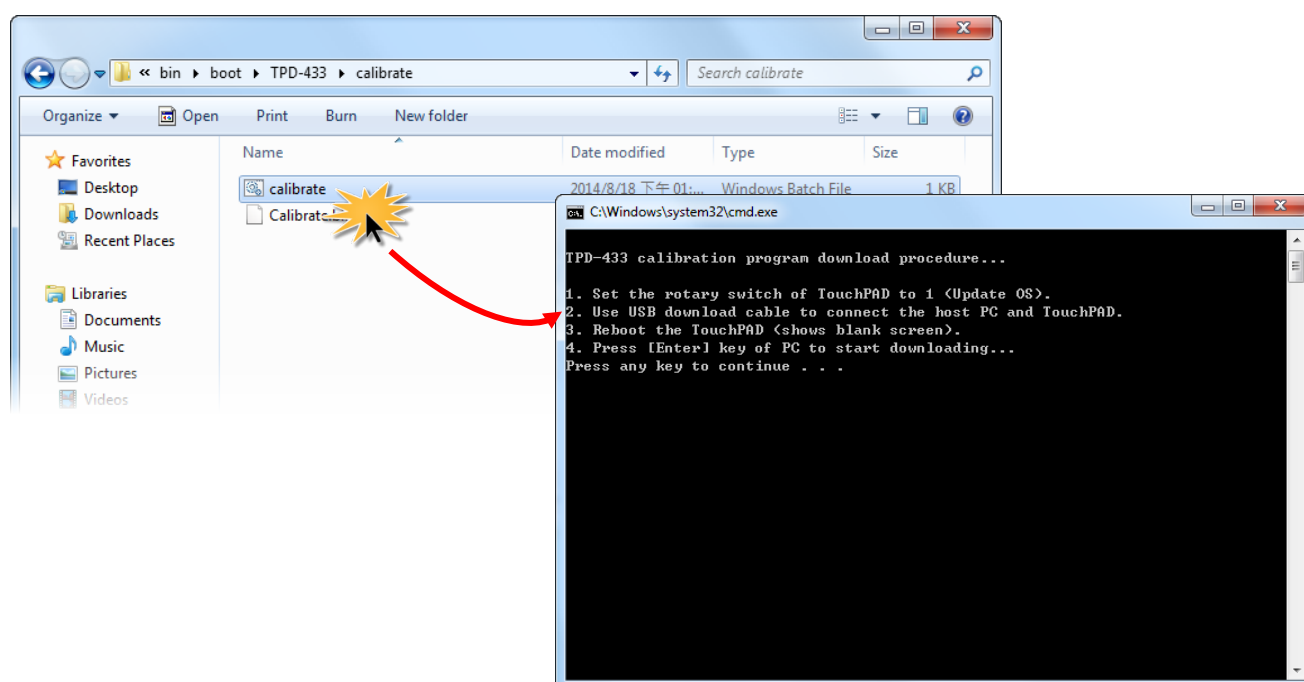 « bin ▸ boot ▸ TPD-433 ▸ calibrate
Search calibrate
Organize ▾ Open Print Burn New folder
Name Date modified Type Size
Favorites
Desktop
Downloads
Recent Places
Libraries
Documents
Music
Pictures
Videos
calibrate 2014/8/18 下午 01:... Windows Batch File 1 KB
C:\Windows\system32\cmd.exe
TPD-433 calibration program download procedure...
1. Set the rotary switch of TouchPAD to 1 (Update OS).
2. Use USB download cable to connect the host PC and TouchPAD.
3. Reboot the TouchPAD (shows blank screen).
4. Press [Enter] key of PC to start downloading...
Press any key to continue . . .